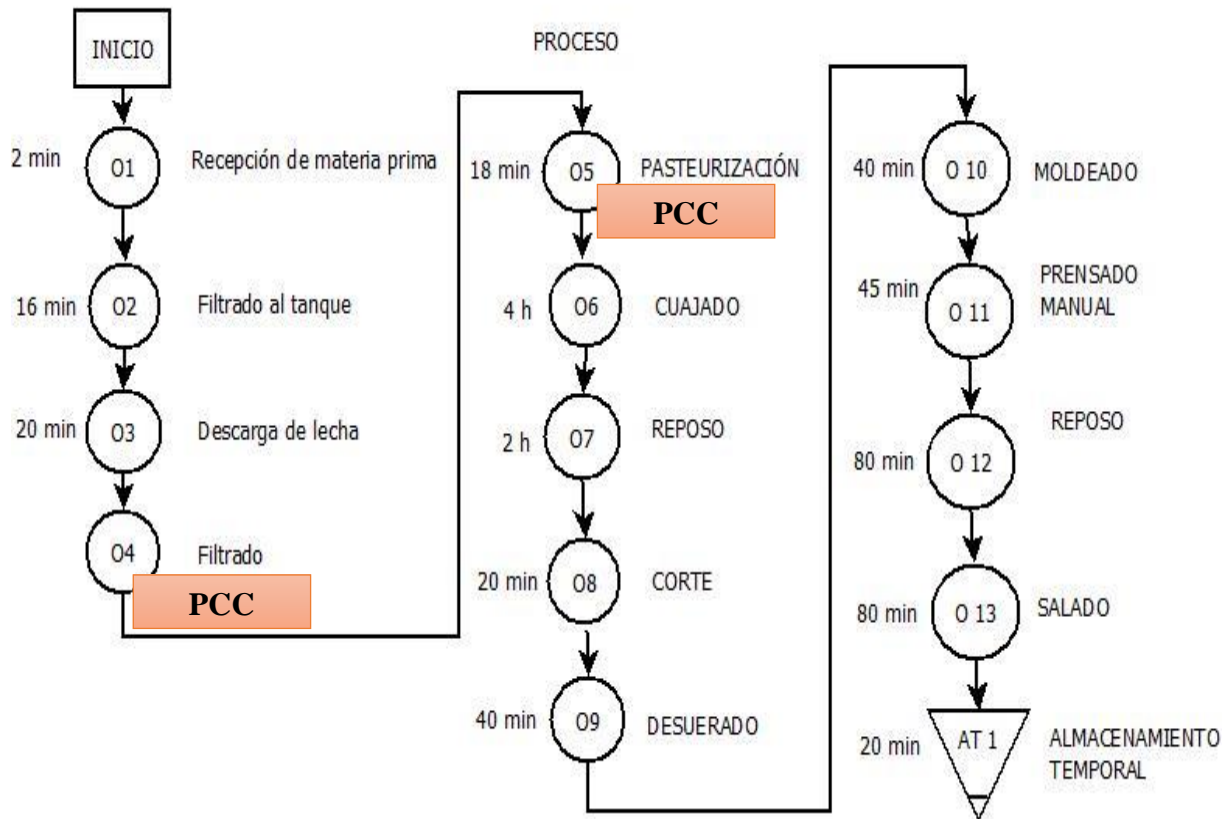 INICIO
PROCESO
2 min
O1
Recepción de materia prima
16 min
O2
Filtrado al tanque
20 min
O3
Descarga de lecha
O4
Filtrado
PCC
18 min
O5
PASTEURIZACIÓN
PCC
4 h
O6
CUAJADO
2 h
O7
REPOSO
20 min
O8
CORTE
40 min
O9
DESUERADO
40 min
O 10
MOLDEADO
45 min
O 11
PRENSADO
MANUAL
80 min
O 12
REPOSO
80 min
O 13
SALADO
20 min
AT 1
ALMACENAMIENTO
TEMPORAL